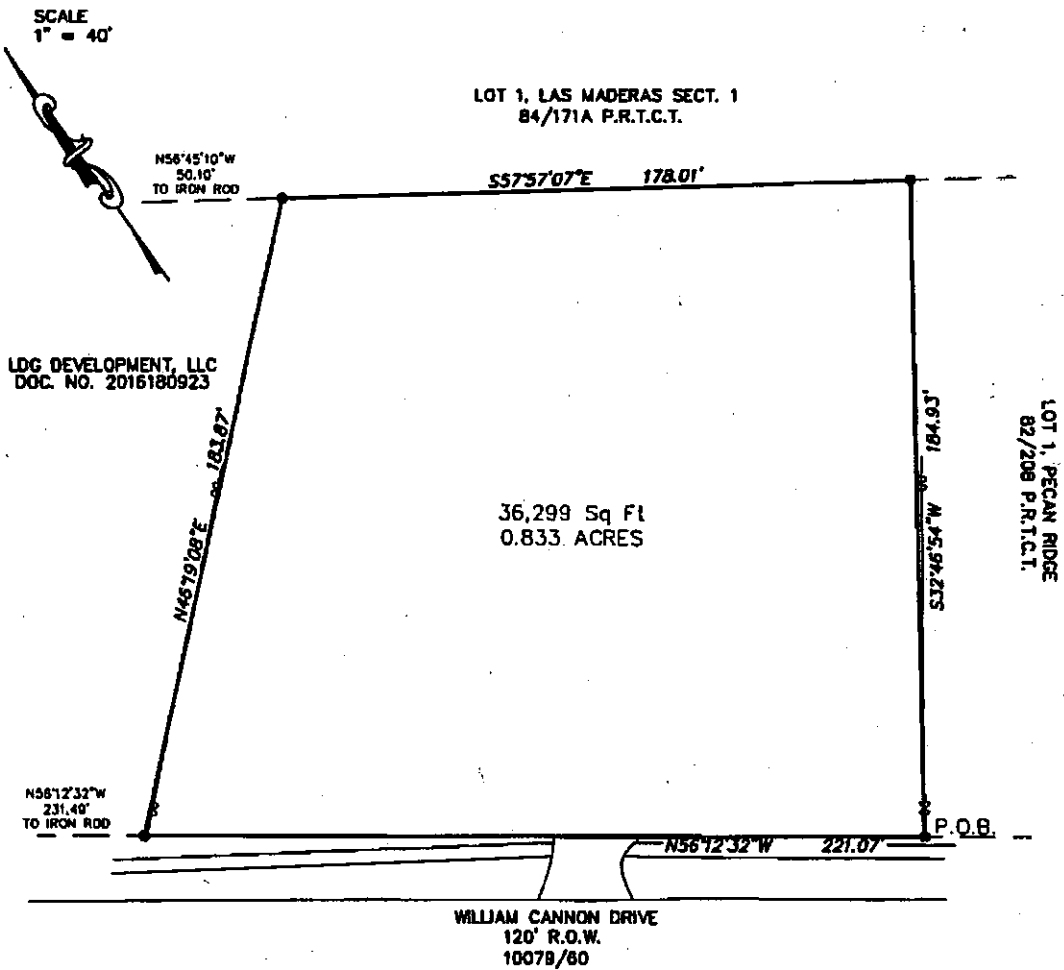 SCALE
1" = 40'
LOT 1, LAS MADERAS SECT. 1
84/171A P.R.T.C.T.
N56°45'10"W
50.10'
TO IRON ROD
S57°57'07"E 178.01'
LDG DEVELOPMENT, LLC
DOC. NO. 2016180923
N46°19'08"E 183.87'
36,299 Sq Ft
0.833 ACRES
S32°46'54"W 184.93'
LOT 1, PECAN RIDGE
82/208 P.R.T.C.T.
N56°12'32"W
231.49'
TO IRON ROD
P.O.B.
N56°12'32"W 221.07'
WILLIAM CANNON DRIVE
120' R.O.W.
10079/60